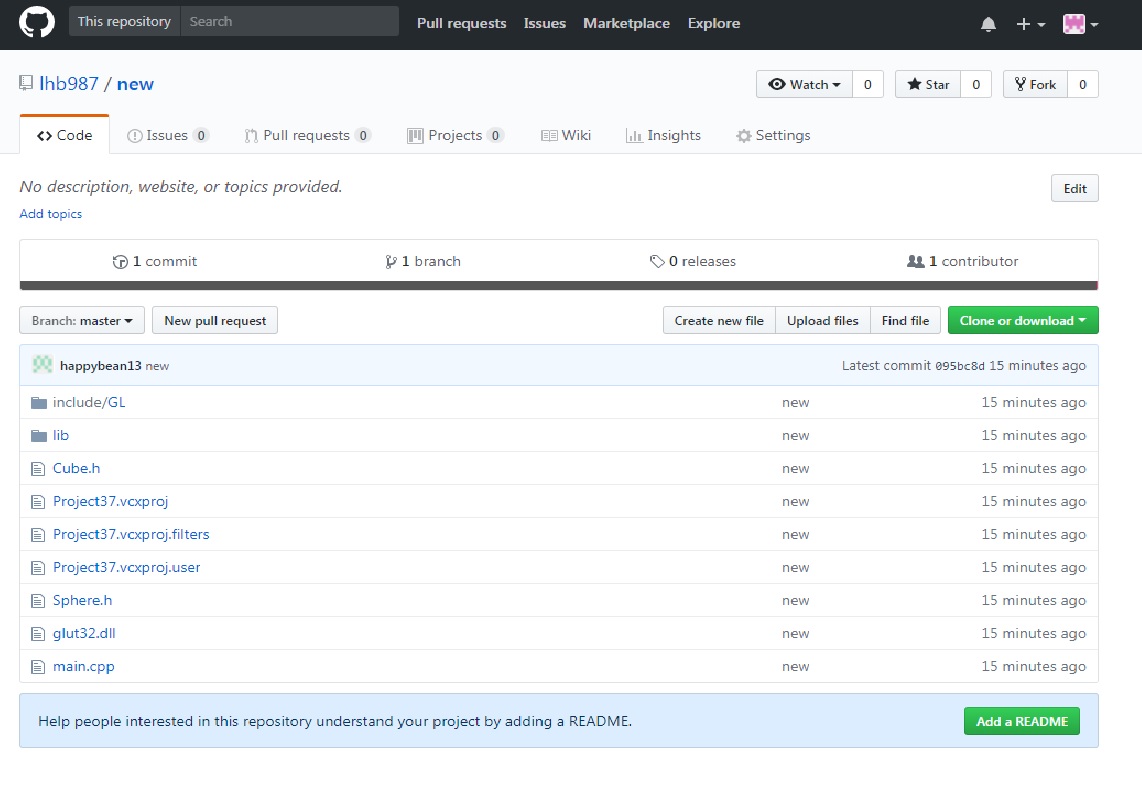 This repository Search Pull requests Issues Marketplace Explore
lhb987 / new Watch 0 Star 0 Fork 0
Code Issues 0 Pull requests 0 Projects 0 Wiki Insights Settings
No description, website, or topics provided. Edit
Add topics
1 commit 1 branch 0 releases 1 contributor
Branch: master New pull request Create new file Upload files Find file Clone or download
happybean13 new Latest commit 095bc8d 15 minutes ago
include/GL new 15 minutes ago
lib new 15 minutes ago
Cube.h new 15 minutes ago
Project37.vcxproj new 15 minutes ago
Project37.vcxproj.filters new 15 minutes ago
Project37.vcxproj.user new 15 minutes ago
Sphere.h new 15 minutes ago
glut32.dll new 15 minutes ago
main.cpp new 15 minutes ago
Help people interested in this repository understand your project by adding a README. Add a README